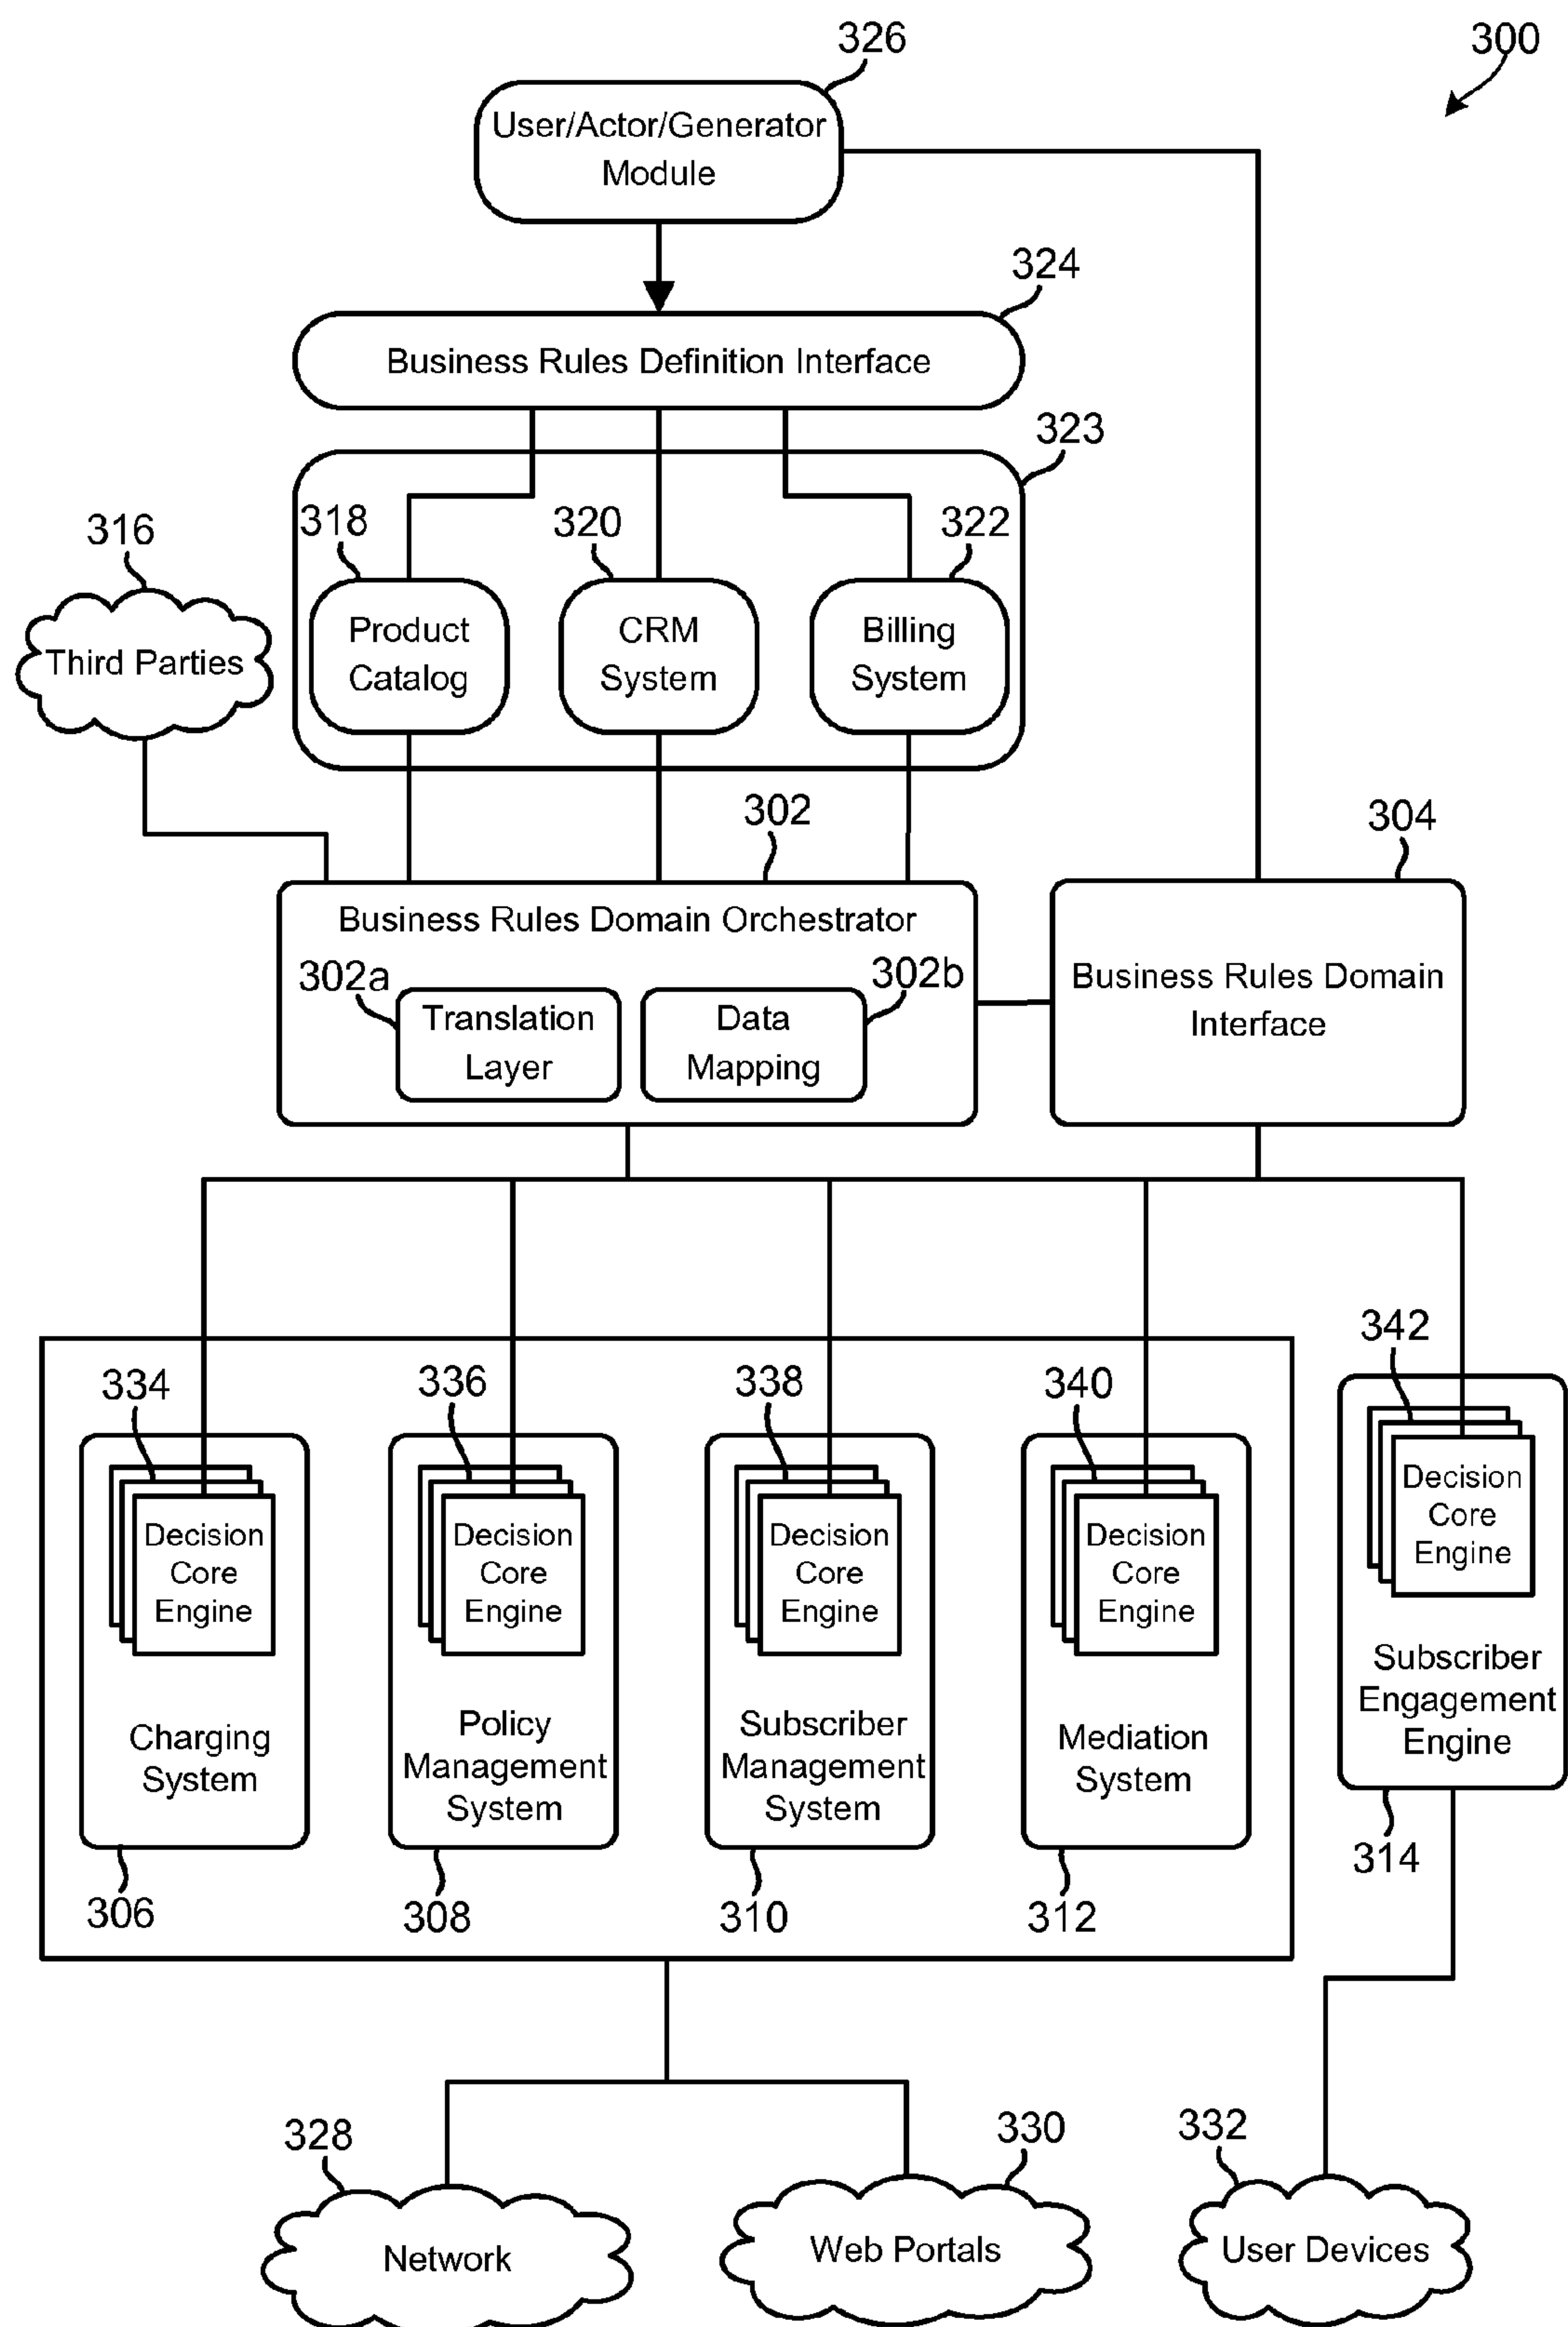 326
300
User/Actor/Generator
Module
324
Business Rules Definition Interface
323
316
318
320
322
Third Parties
Product
Catalog
CRM
System
Billing
System
302
304
Business Rules Domain Orchestrator
302a
302b
Translation
Layer
Data
Mapping
Business Rules Domain
Interface
342
334
336
338
340
Decision
Core
Engine
Decision
Core
Engine
Decision
Core
Engine
Decision
Core
Engine
Decision
Core
Engine
Charging
System
Policy
Management
System
Subscriber
Management
System
Mediation
System
Subscriber
Engagement
Engine
306
308
310
312
314
328
330
332
Network
Web Portals
User Devices